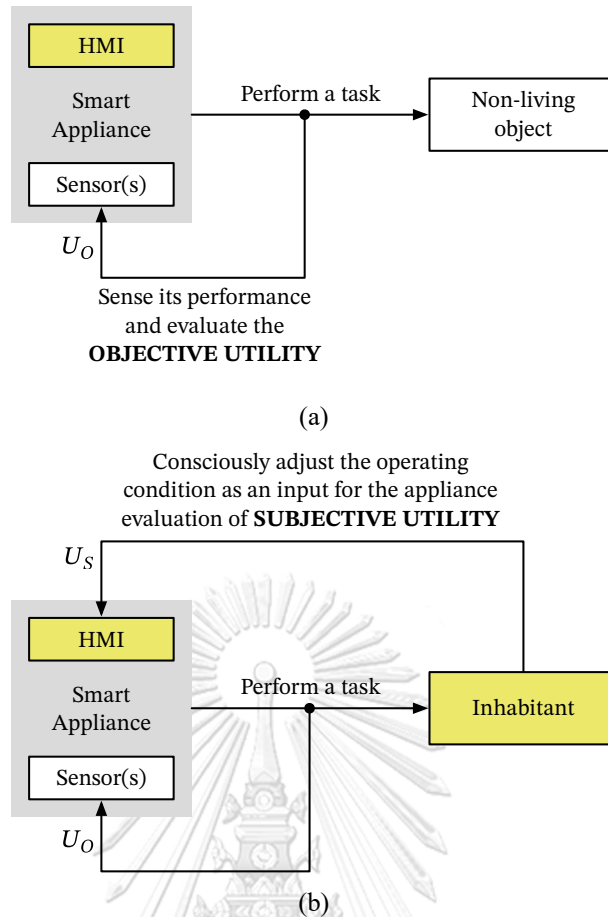 HMI
Smart
Appliance
Sensor(s)
Perform a task
Non-living
object
U_O
Sense its performance
and evaluate the
OBJECTIVE UTILITY
(a)
Consciously adjust the operating
condition as an input for the appliance
evaluation of SUBJECTIVE UTILITY
U_S
HMI
Smart
Appliance
Sensor(s)
Perform a task
Inhabitant
U_O
(b)